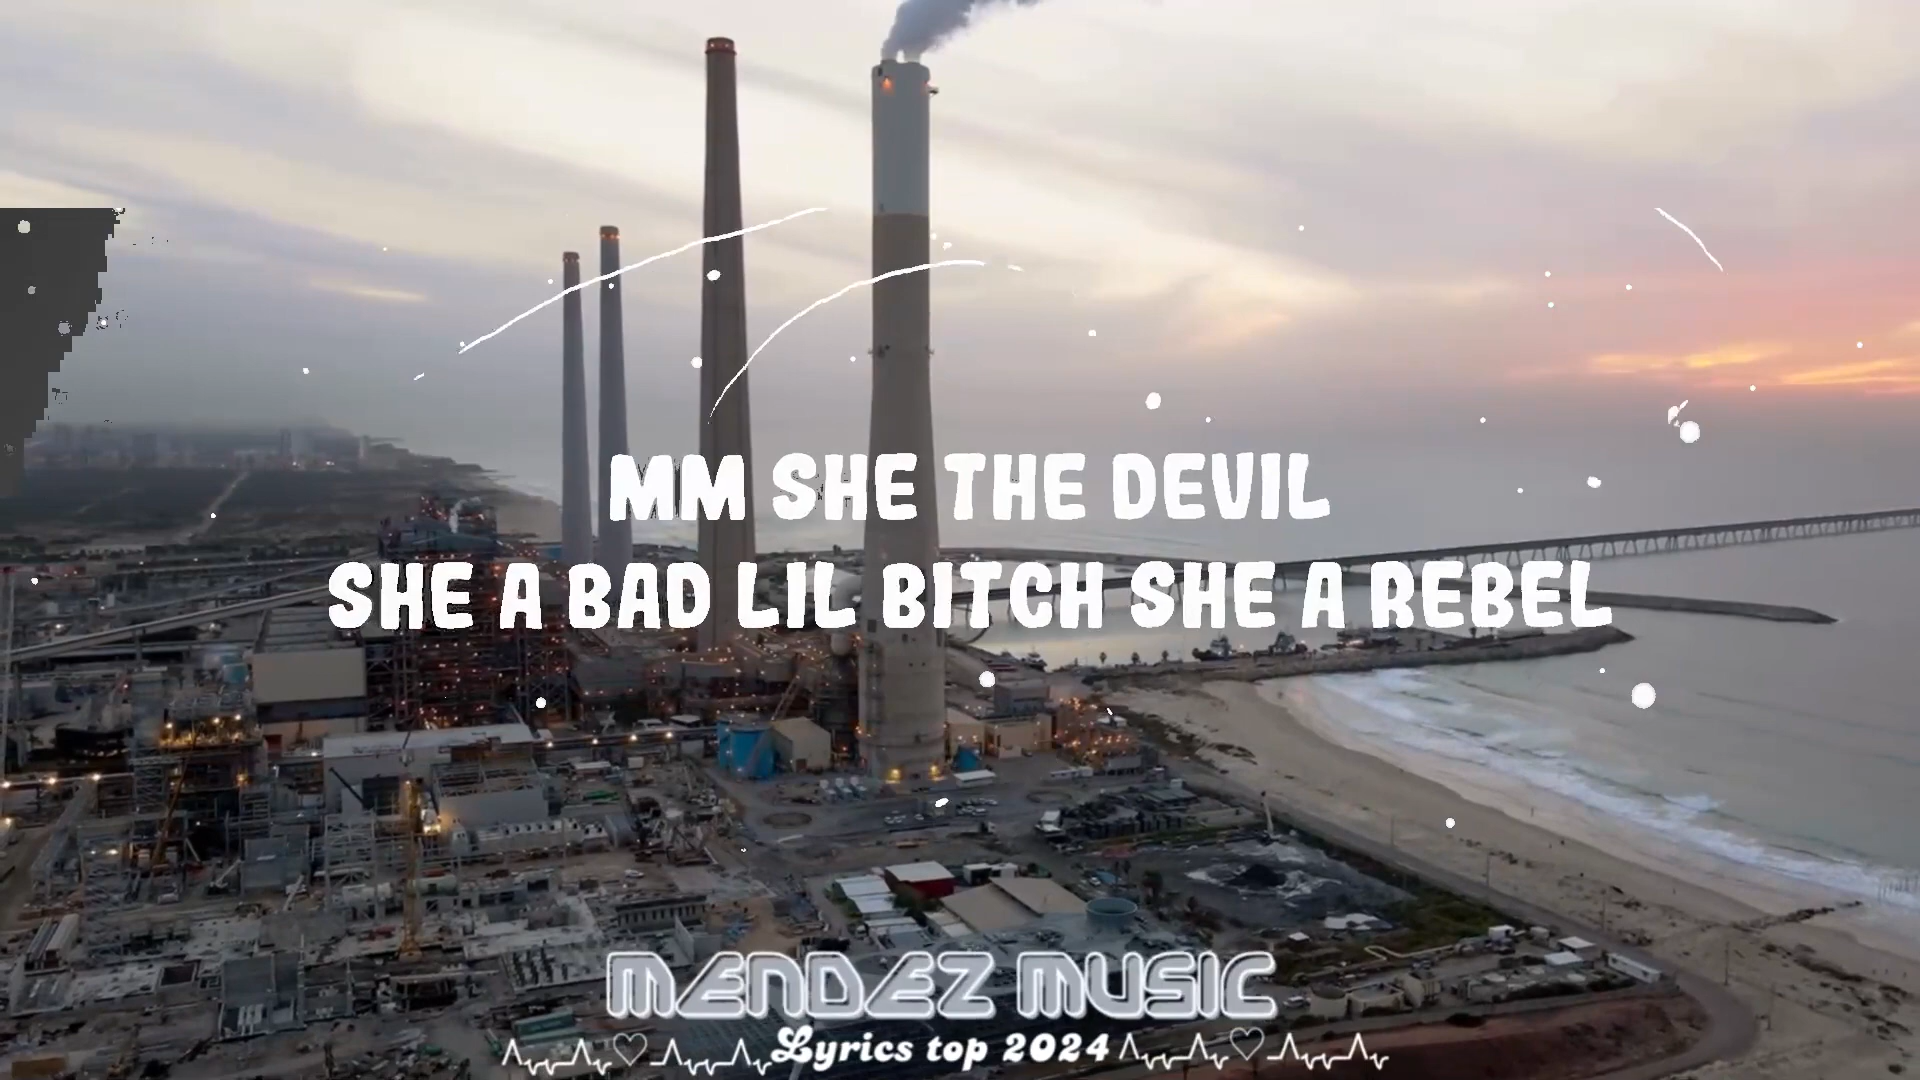 MM SHE THE DEVIL
SHE A BAD LIL BITCH SHE A REBEL
MENDEZ MUSIC
Lyrics top 2024